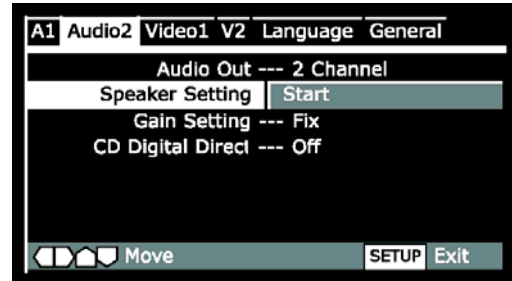 A1 Audio2 Video1 V2 Language General
Audio Out --- 2 Channel
Speaker Setting Start
Gain Setting --- Fix
CD Digital Direct --- Off
Move SETUP Exit